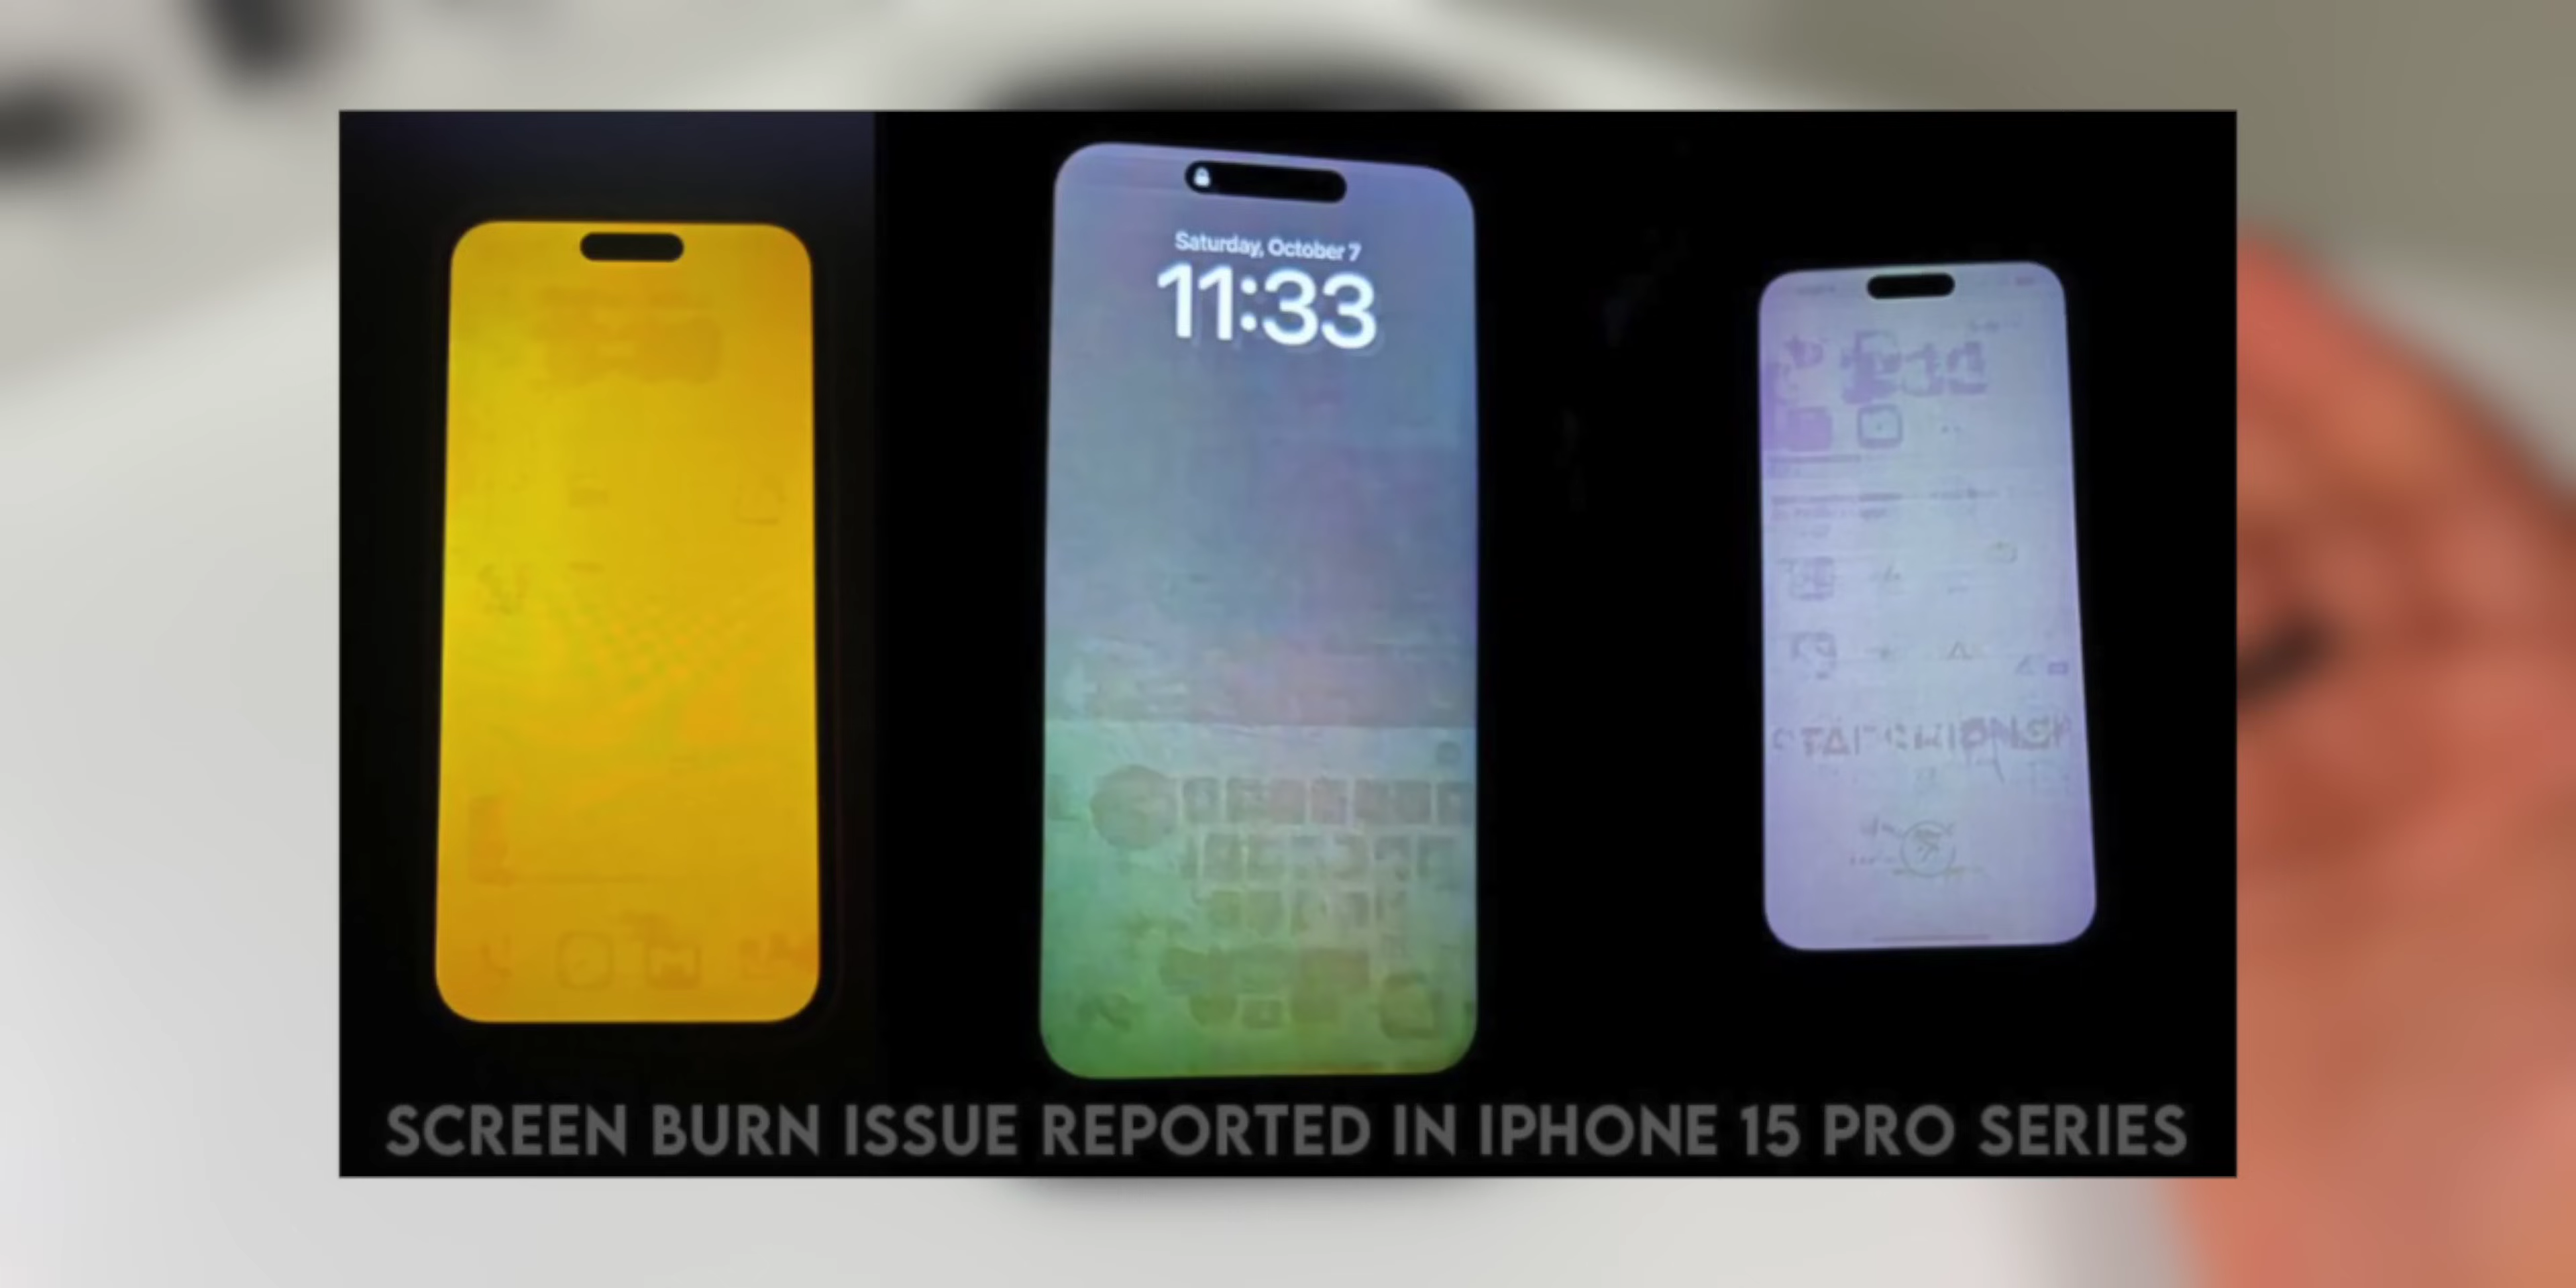 Saturday, October 7
11:33
SCREEN BURN ISSUE REPORTED IN IPHONE 15 PRO SERIES